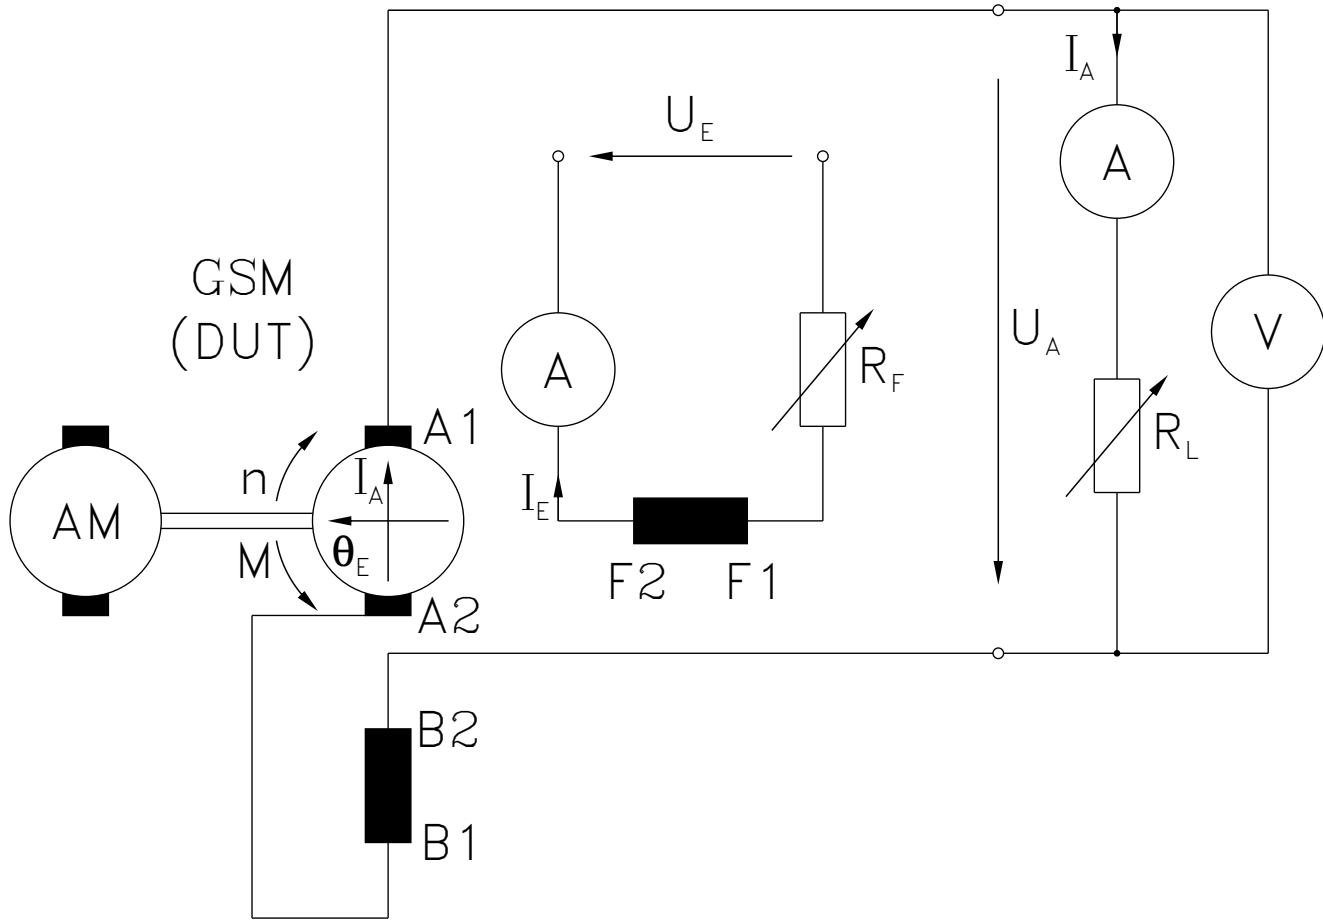 I_A
U_E
A
GSM
(DUT)
V
U_A
A
R_F
A1
R_L
n
I_A
I_E
AM
M
θ_E
F2 F1
A2
B2
B1